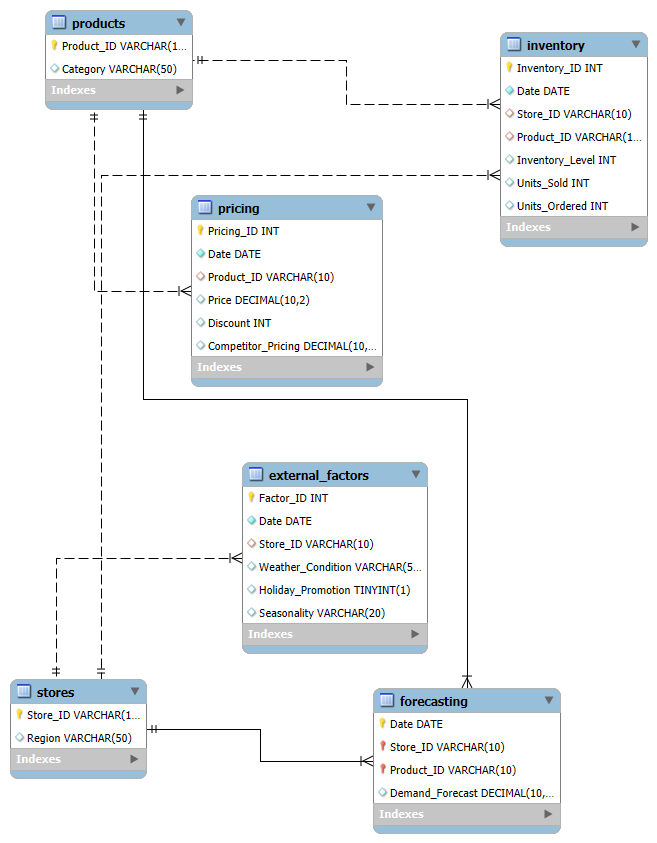 products
Product_ID VARCHAR(1...
Category VARCHAR(50)
Indexes
inventory
Inventory_ID INT
Date DATE
Store_ID VARCHAR(10)
Product_ID VARCHAR(1...
Inventory_Level INT
Units_Sold INT
Units_Ordered INT
Indexes
pricing
Pricing_ID INT
Date DATE
Product_ID VARCHAR(10)
Price DECIMAL(10,2)
Discount INT
Competitor_Pricing DECIMAL(10,...
Indexes
external_factors
Factor_ID INT
Date DATE
Store_ID VARCHAR(10)
Weather_Condition VARCHAR(5...
Holiday_Promotion TINYINT(1)
Seasonality VARCHAR(20)
Indexes
stores
Store_ID VARCHAR(1...
Region VARCHAR(50)
Indexes
forecasting
Date DATE
Store_ID VARCHAR(10)
Product_ID VARCHAR(10)
Demand_Forecast DECIMAL(10,...
Indexes